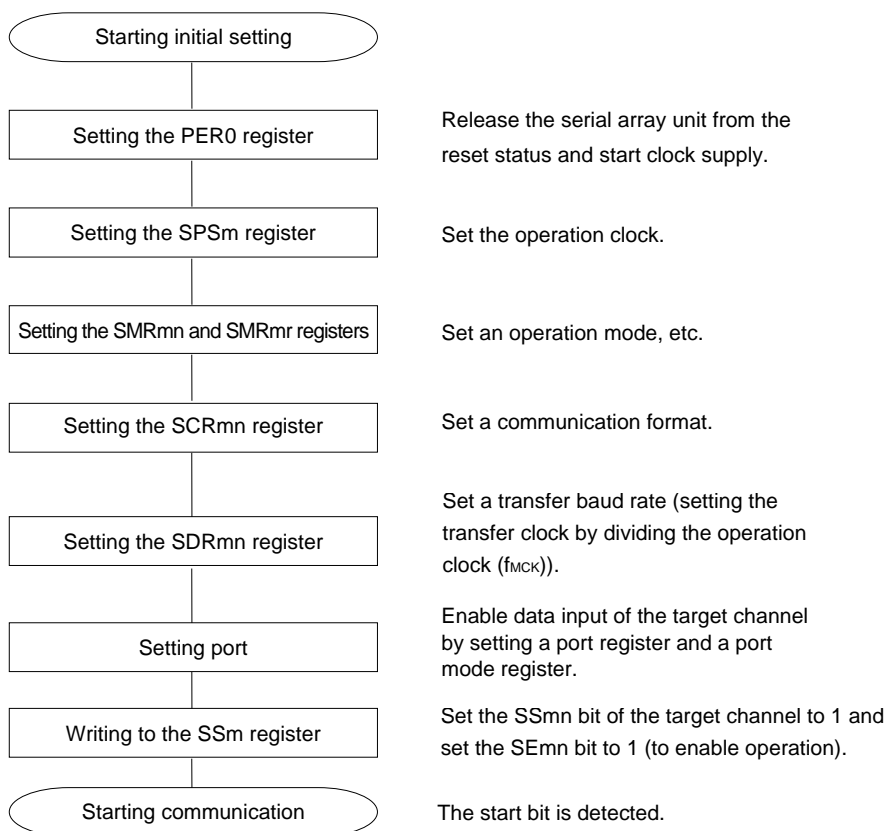 Starting initial setting
Setting the PER0 register
Release the serial array unit from the
reset status and start clock supply.
Setting the SPSm register
Set the operation clock.
Setting the SMRmn and SMRmr registers
Set an operation mode, etc.
Setting the SCRmn register
Set a communication format.
Setting the SDRmn register
Set a transfer baud rate (setting the
transfer clock by dividing the operation
clock (fMCK)).
Setting port
Enable data input of the target channel
by setting a port register and a port
mode register.
Writing to the SSm register
Set the SSmn bit of the target channel to 1 and
set the SEmn bit to 1 (to enable operation).
Starting communication
The start bit is detected.